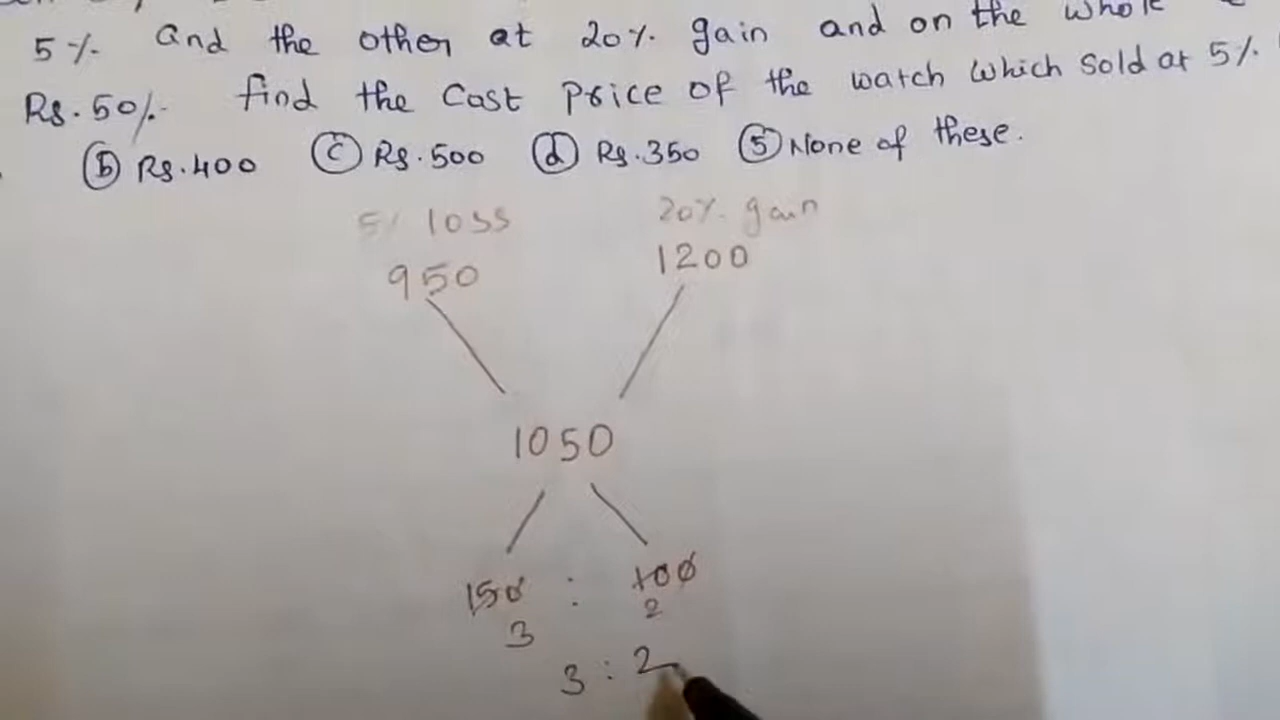 5% and the other at 20% gain and on the whole
Rs.50/- find the Cost price of the watch which sold at 5%
(b) Rs.400 (c) Rs.500 (d) Rs.350 (5) None of these.
5% loss 20% gain
950 1200
1050
150 : 100
3 2
3 : 2